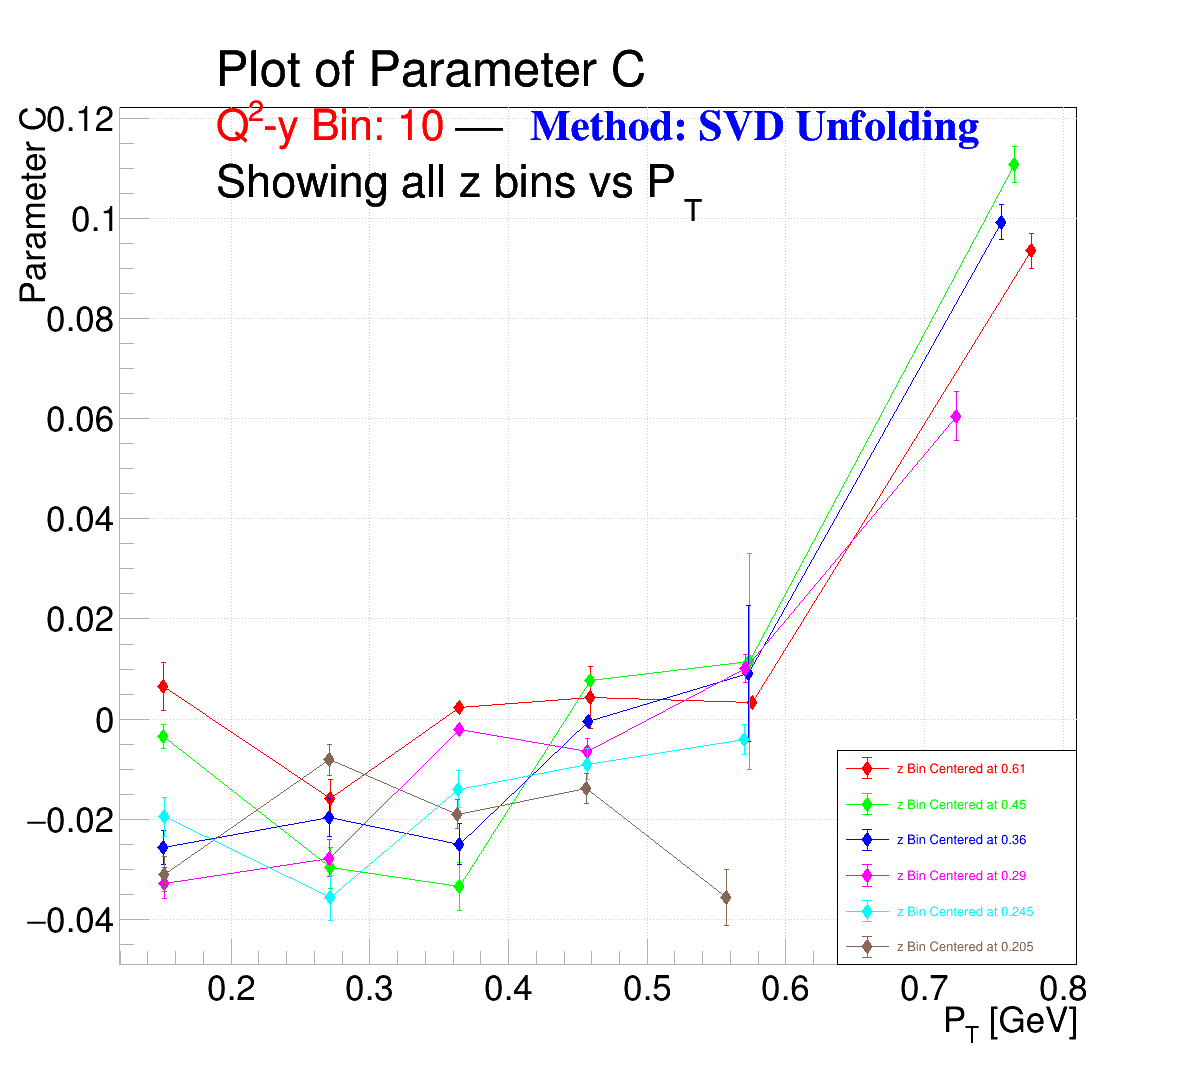 Plot of Parameter C
Q²-y Bin: 10 — Method: SVD Unfolding
Showing all z bins vs P_T
Parameter C
0.12
0.1
0.08
0.06
0.04
0.02
0
−0.02
−0.04
z Bin Centered at 0.61
z Bin Centered at 0.45
z Bin Centered at 0.36
z Bin Centered at 0.29
z Bin Centered at 0.245
z Bin Centered at 0.205
0.2 0.3 0.4 0.5 0.6 0.7 0.8
P_T [GeV]